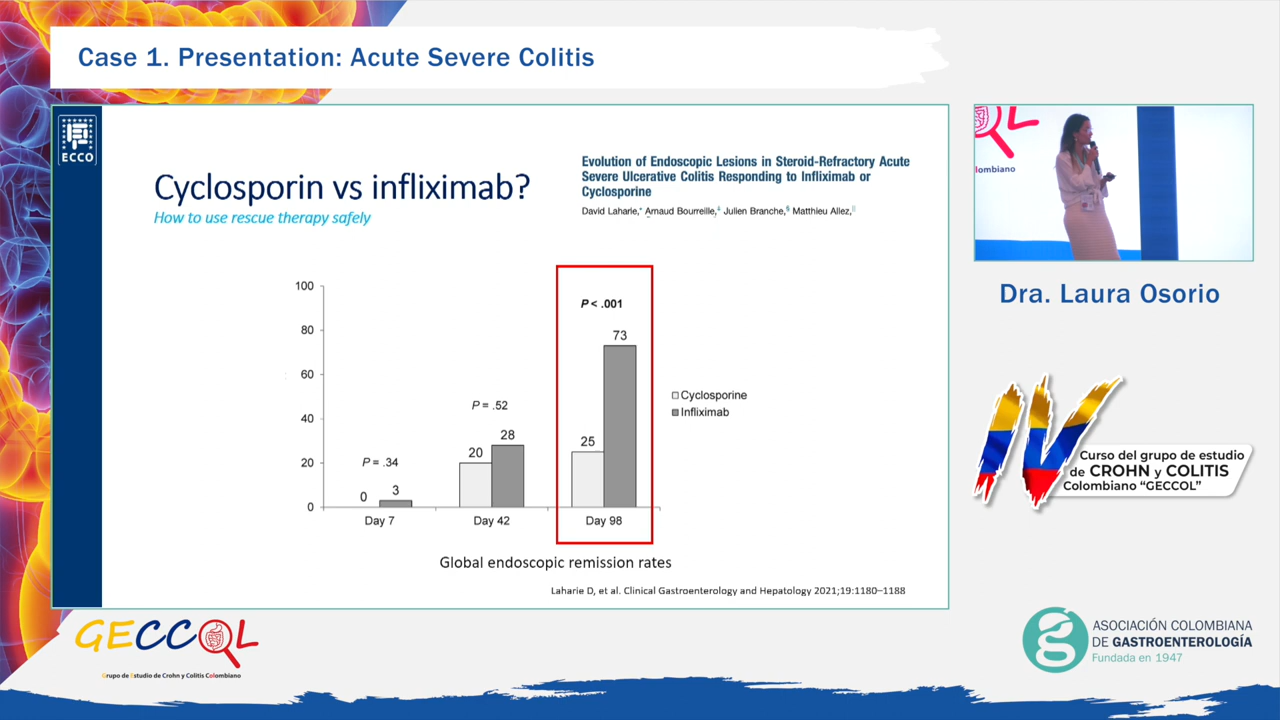 Case 1. Presentation: Acute Severe Colitis
ECCO
Cyclosporin vs infliximab?
How to use rescue therapy safely
Evolution of Endoscopic Lesions in Steroid-Refractory Acute
Severe Ulcerative Colitis Responding to Infliximab or
Cyclosporine
David Laharie,* Arnaud Bourreille,‡ Julien Branche,§ Matthieu Allez,||
100
80
60
40
20
0
P = .34
0
3
Day 7
P = .52
20
28
Day 42
P < .001
25
73
Day 98
Cyclosporine
Infliximab
Global endoscopic remission rates
Laharie D, et al. Clinical Gastroenterology and Hepatology 2021;19:1180–1188
OL
lombiano
Dra. Laura Osorio
IV
Curso del grupo de estudio
de CROHN y COLITIS
Colombiano “GECCOL”
GECCOL
Grupo de Estudio de Crohn y Colitis Colombiano
ASOCIACIÓN COLOMBIANA
DE GASTROENTEROLOGÍA
Fundada en 1947